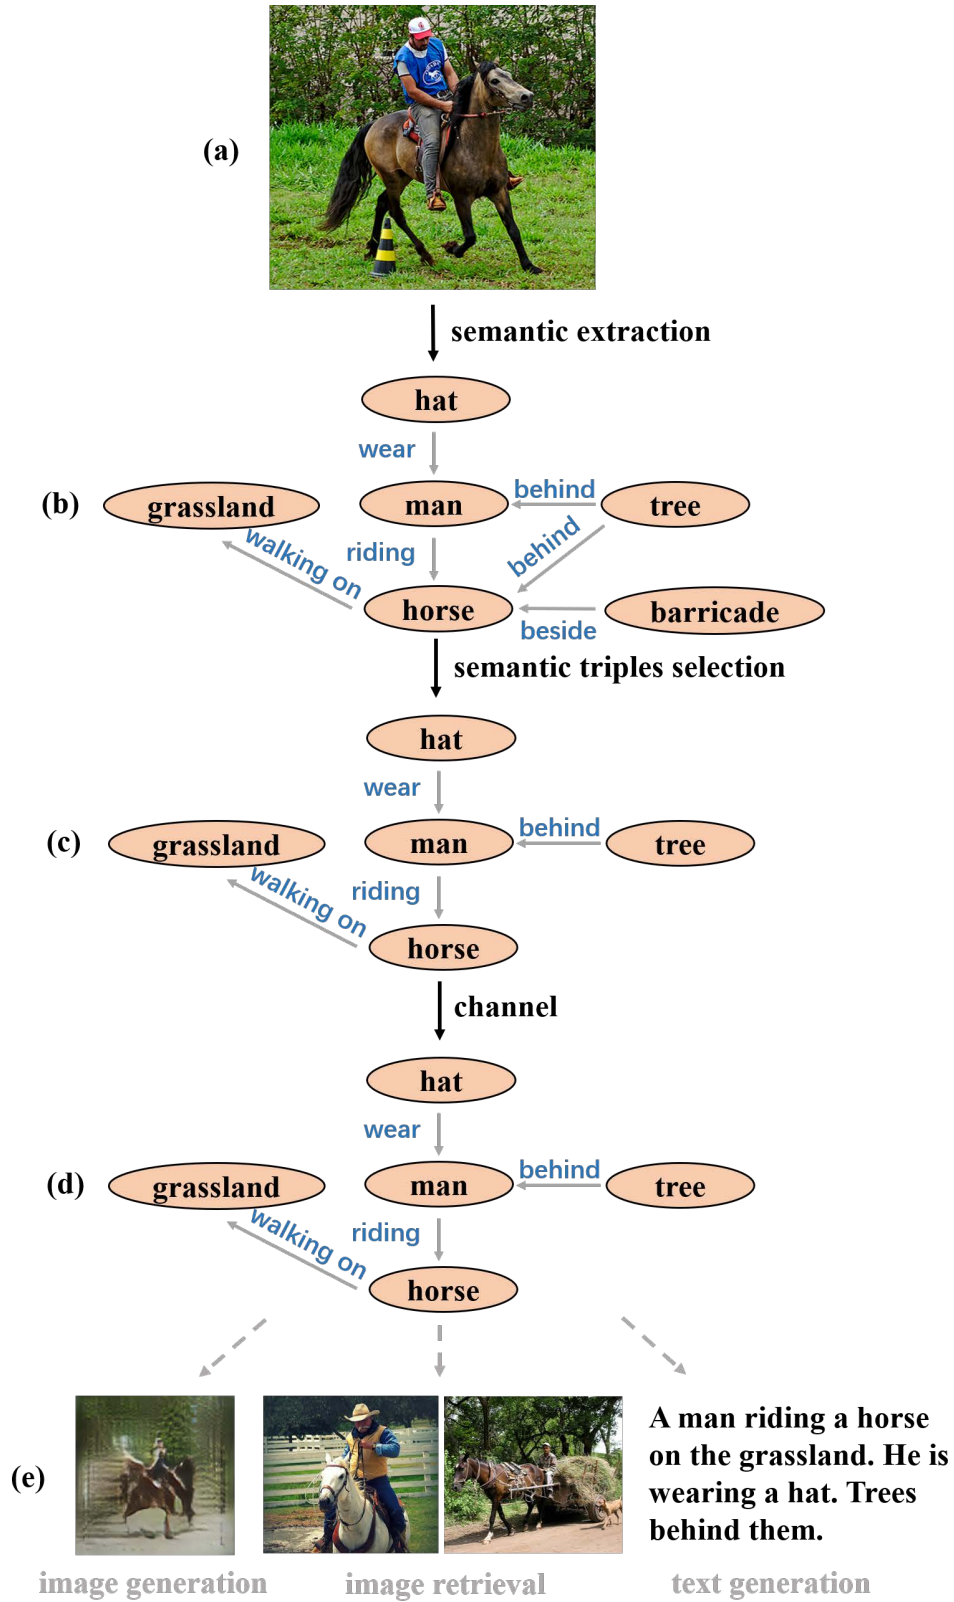 (a)
semantic extraction
hat
wear
(b)
grassland
man
behind
tree
walking on
riding
behind
horse
beside
barricade
semantic triples selection
hat
wear
(c)
grassland
man
behind
tree
walking on
riding
horse
channel
hat
wear
(d)
grassland
man
behind
tree
walking on
riding
horse
(e)
A man riding a horse
on the grassland. He is
wearing a hat. Trees
behind them.
image generation
image retrieval
text generation